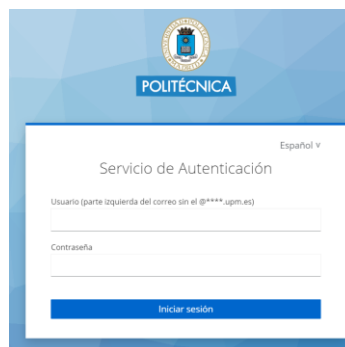 POLITÉCNICA
Español ∨
Servicio de Autenticación
Usuario (parte izquierda del correo sin el @****.upm.es)
Contraseña
Iniciar sesión